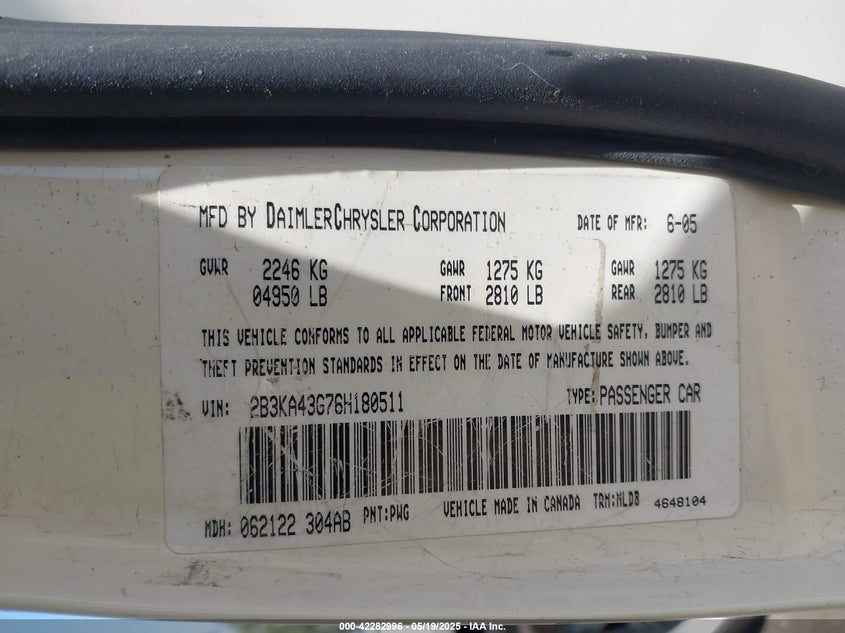 MFD BY DAIMLERCHRYSLER CORPORATION DATE OF MFR: 6-05
GVWR 2246 KG GAWR 1275 KG GAWR 1275 KG
04950 LB FRONT 2810 LB REAR 2810 LB
THIS VEHICLE CONFORMS TO ALL APPLICABLE FEDERAL MOTOR VEHICLE SAFETY, BUMPER AND
THEFT PREVENTION STANDARDS IN EFFECT ON THE DATE OF MANUFACTURE SHOWN ABOVE.
VIN: 2B3KA43G76H180511 TYPE: PASSENGER CAR
MDH: 062122 304AB PNT:PWG VEHICLE MADE IN CANADA TRM:MLDB 4648104
000-42282996 - 05/19/2025 - IAA Inc.